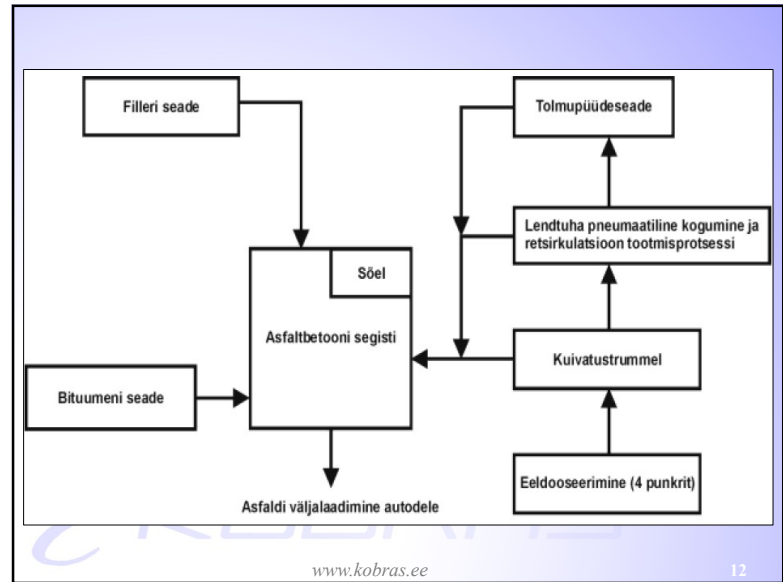 Filleri seade
Tolmupüüdeseade
Lendtuha pneumaatiline kogumine ja
retsirkulatsioon tootmisprotsessi
Sõel
Asfaltbetooni segisti
Kuivatustrummel
Bituumeni seade
Eeldooseerimine (4 punkrit)
Asfaldi väljalaadimine autodele
KOBRAS
www.kobras.ee
12